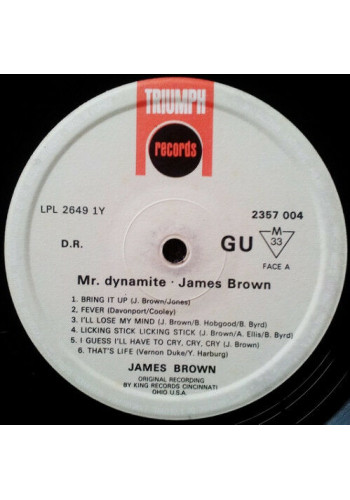 TRIUMPH
records
LPL 2649 1Y
2357 004
D.R.
GU
M
33
FACE A
Mr. dynamite · James Brown
1. BRING IT UP (J. Brown/Jones)
2. FEVER (Davonport/Cooley)
3. I'LL LOSE MY MIND (J. Brown/B. Hobgood/B. Byrd)
4. LICKING STICK LICKING STICK (J. Brown/A. Ellis/B. Byrd)
5. I GUESS I'LL HAVE TO CRY, CRY, CRY (J. Brown)
6. THAT'S LIFE (Vernon Duke/Y. Harburg)
JAMES BROWN
ORIGINAL RECORDING
BY KING RECORDS CINCINNATI
OHIO U.S.A